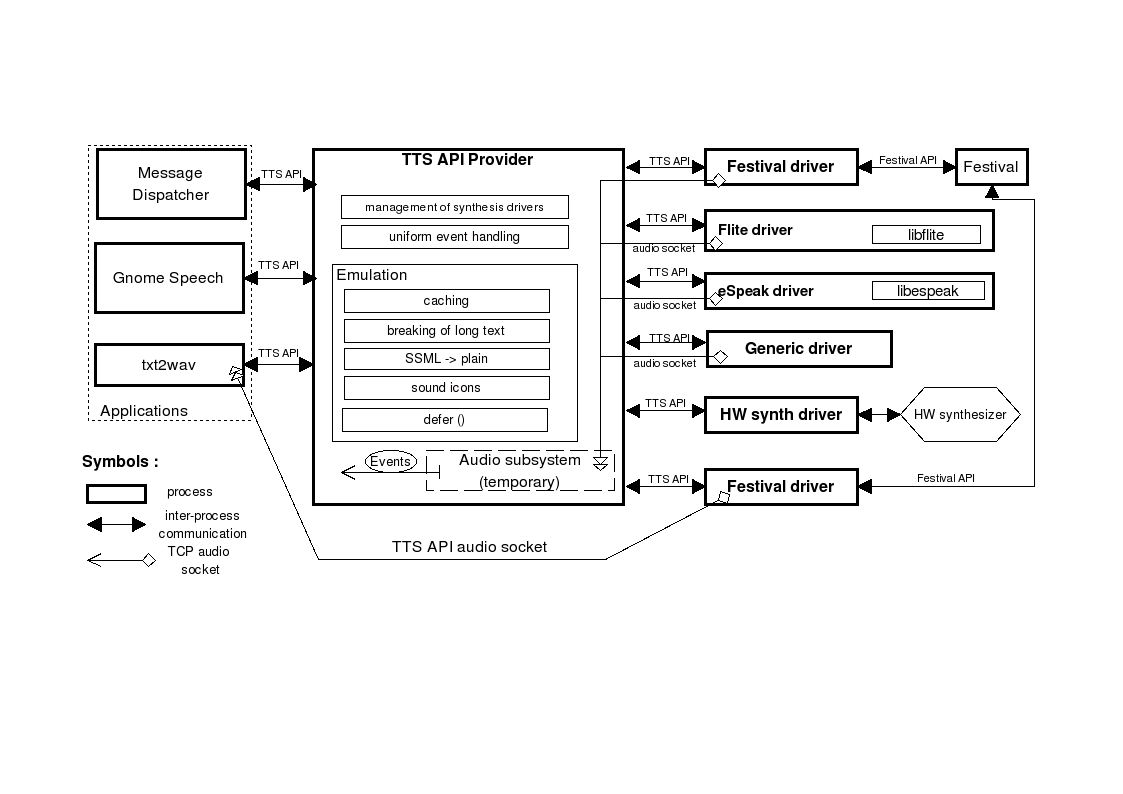 Message
Dispatcher
Gnome Speech
txt2wav
Applications
TTS API
TTS API
TTS API
TTS API Provider
management of synthesis drivers
uniform event handling
Emulation
caching
breaking of long text
SSML -> plain
sound icons
defer ()
Events
Audio subsystem
(temporary)
TTS API
Festival driver
Festival API
Festival
TTS API
Flite driver
libflite
audio socket
TTS API
eSpeak driver
libespeak
audio socket
TTS API
Generic driver
audio socket
TTS API
HW synth driver
HW synthesizer
TTS API
Festival driver
Festival API
TTS API audio socket
Symbols :
process
inter-process
communication
TCP audio
socket